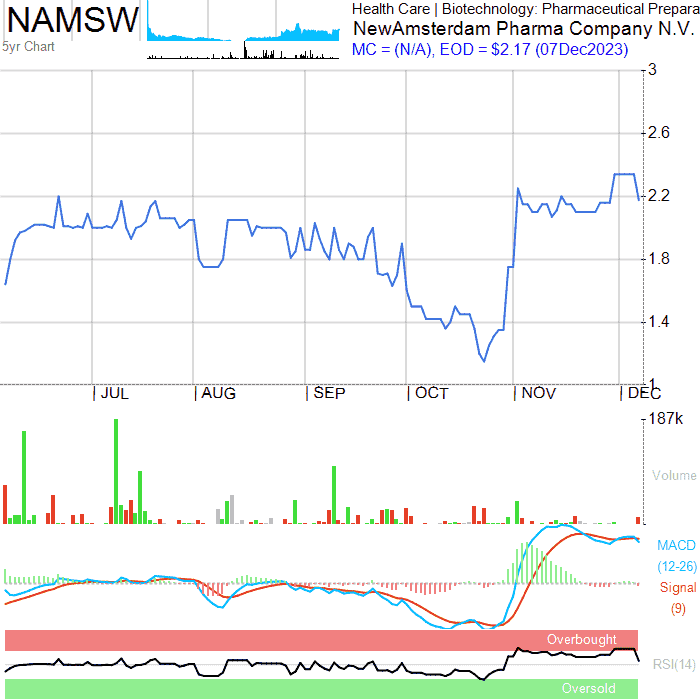 NAMSW
Health Care | Biotechnology: Pharmaceutical Prepara
NewAmsterdam Pharma Company N.V.
5yr Chart
MC = (N/A), EOD = $2.17 (07Dec2023)
3
2.6
2.2
1.8
1.4
1
JUL AUG SEP OCT NOV DEC
187k
Volume
MACD
(12-26)
Signal
(9)
Overbought
RSI(14)
Oversold